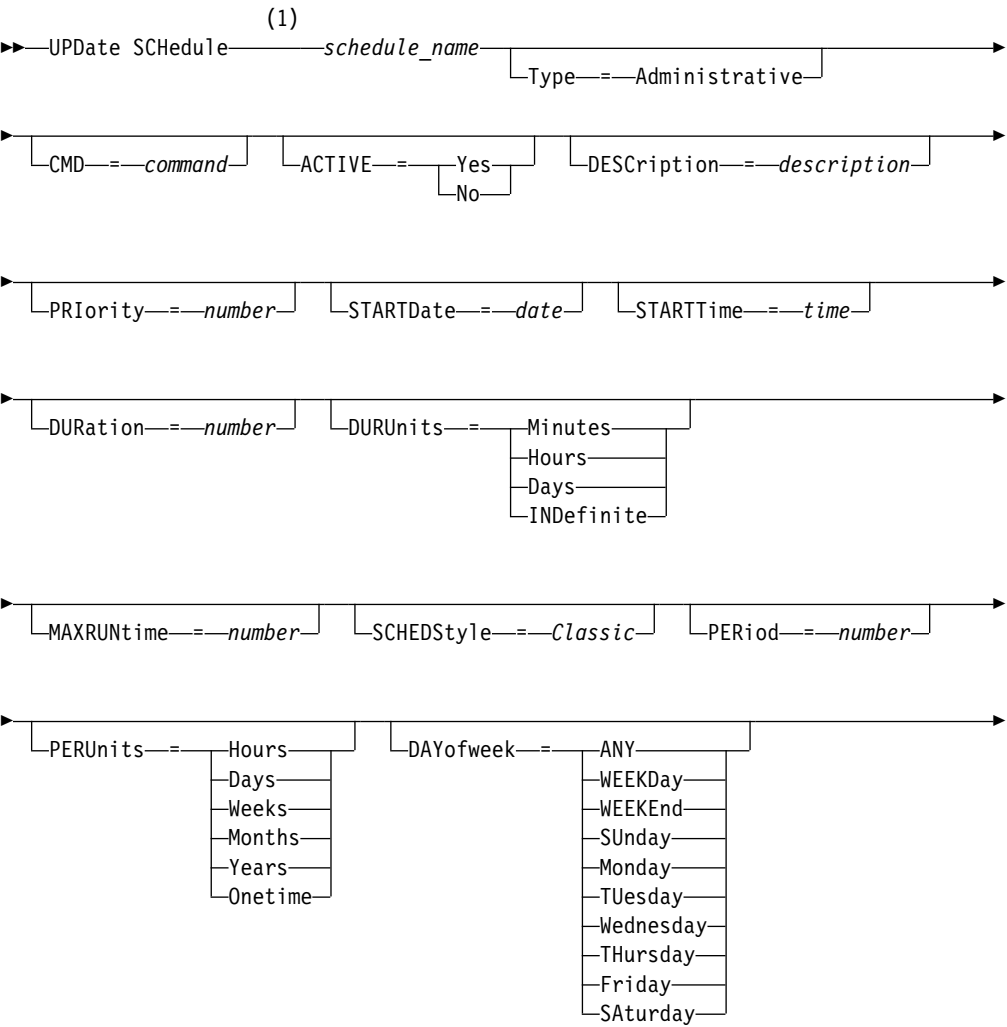 (1)
UPDate SCHedule schedule_name
Type = Administrative
CMD = command ACTIVE = Yes DESCription = description
No
PRIority = number STARTDate = date STARTTime = time
DURation = number DURUnits = Minutes
Hours
Days
INDefinite
MAXRUNtime = number SCHEDStyle = Classic PERiod = number
PERUnits = Hours DAYofweek = ANY
Days WEEKDay
Weeks WEEKEnd
Months SUnday
Years Monday
Onetime TUesday
Wednesday
THursday
Friday
SAturday